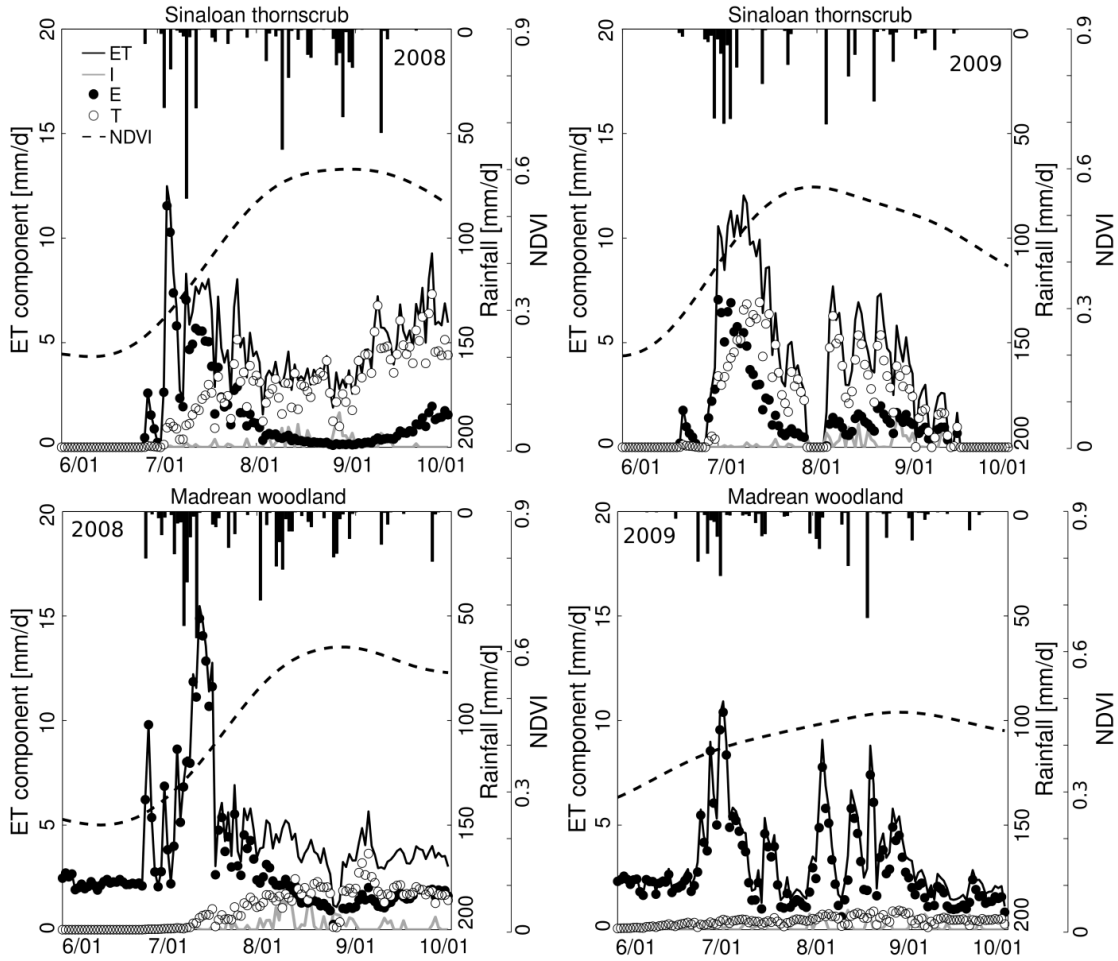 Sinaloan thornscrub
20 0 0.9
ET
I
E
T
NDVI
2008
15 50
0.6
10 100
0.3
5 150
0 200 0
6/01 7/01 8/01 9/01 10/01
ET component [mm/d]
Rainfall [mm/d]
NDVI
Sinaloan thornscrub
20 0 0.9
2009
15 50
0.6
10 100
0.3
5 150
0 200 0
6/01 7/01 8/01 9/01 10/01
ET component [mm/d]
Rainfall [mm/d]
NDVI
Madrean woodland
20 0 0.9
2008
15 50
0.6
10 100
0.3
5 150
0 200 0
6/01 7/01 8/01 9/01 10/01
ET component [mm/d]
Rainfall [mm/d]
NDVI
Madrean woodland
20 0 0.9
2009
15 50
0.6
10 100
0.3
5 150
0 200 0
6/01 7/01 8/01 9/01 10/01
ET component [mm/d]
Rainfall [mm/d]
NDVI